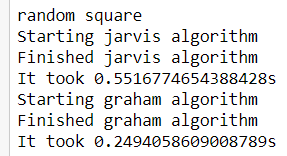 random square
Starting jarvis algorithm
Finished jarvis algorithm
It took 0.5516774654388428s
Starting graham algorithm
Finished graham algorithm
It took 0.2494058609008789s